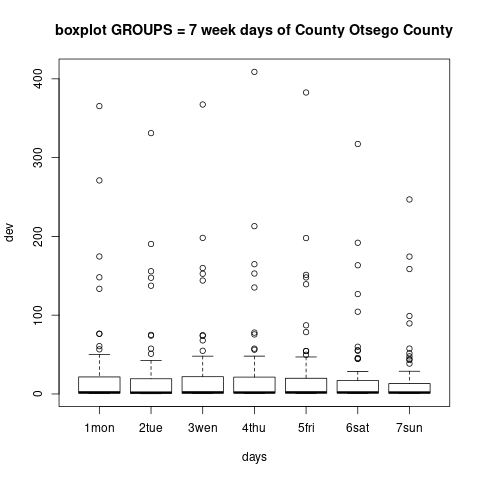 boxplot GROUPS = 7 week days of County Otsego County
400
300
200
100
0
dev
1mon 2tue 3wen 4thu 5fri 6sat 7sun
days